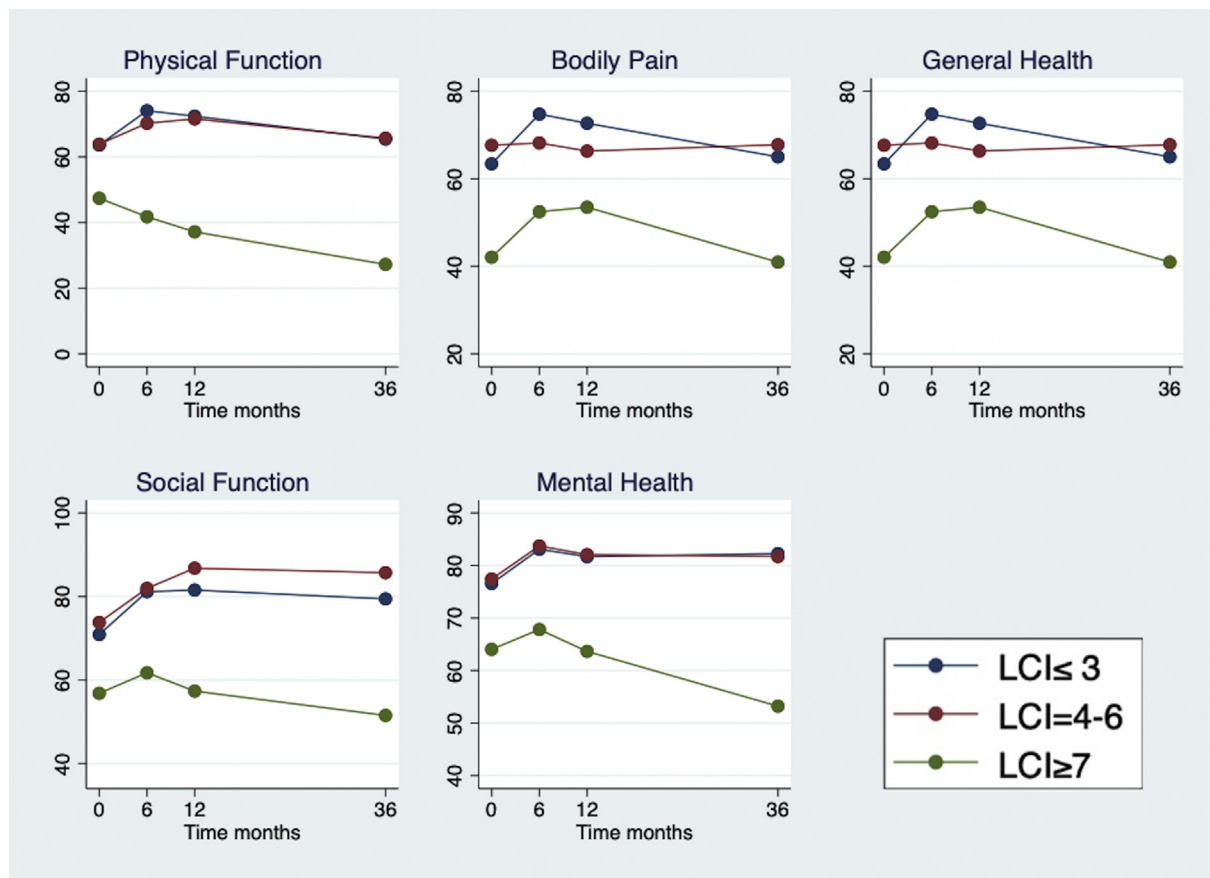 Physical Function
80
60
40
20
0
0 6 12 36
Time months
Bodily Pain
80
60
40
20
0 6 12 36
Time months
General Health
80
60
40
20
0 6 12 36
Time months
Social Function
100
80
60
40
0 6 12 36
Time months
Mental Health
90
80
70
60
50
40
0 6 12 36
Time months
LCI≤ 3
LCI=4-6
LCI≥7